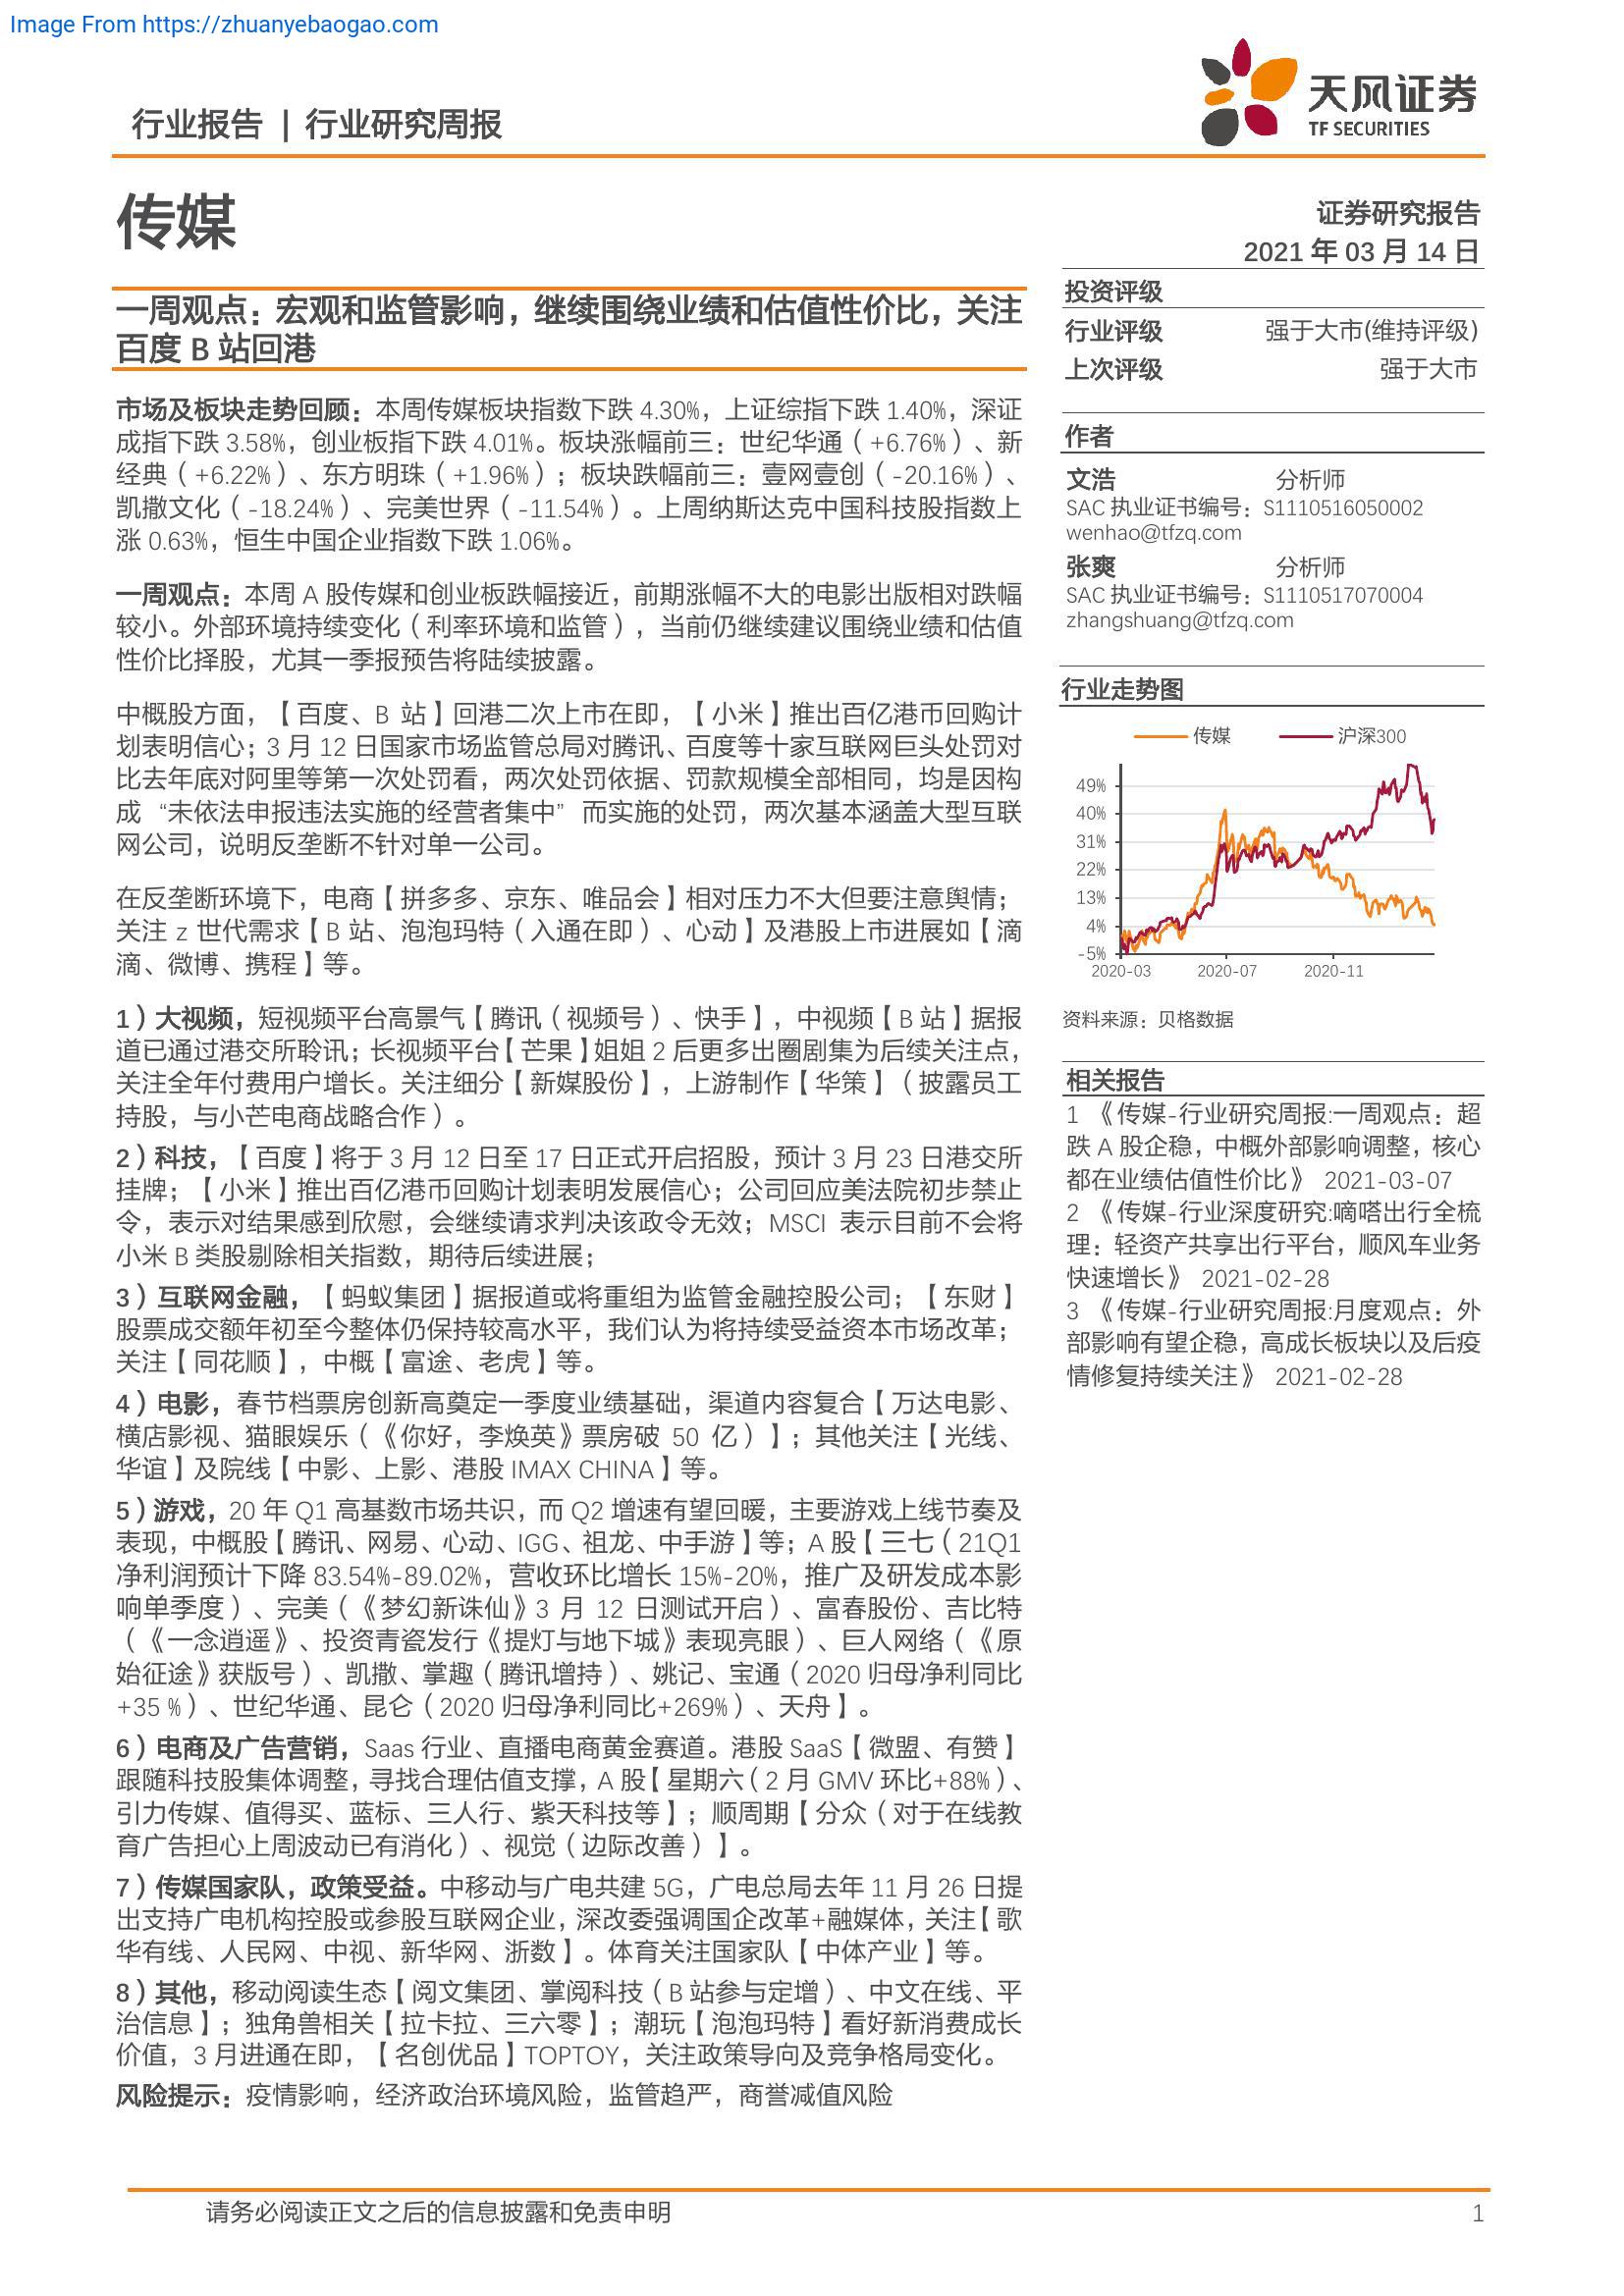 Image From https://zhuanyebaogao.com
行业报告 | 行业研究周报
天风证券
TF SECURITIES
传媒
证券研究报告
2021 年 03 月 14 日
一周观点：宏观和监管影响，继续围绕业绩和估值性价比，关注
百度 B 站回港
市场及板块走势回顾：本周传媒板块指数下跌 4.30%，上证综指下跌 1.40%，深证
成指下跌 3.58%，创业板指下跌 4.01%。板块涨幅前三：世纪华通（+6.76%）、新
经典（+6.22%）、东方明珠（+1.96%）；板块跌幅前三：壹网壹创（-20.16%）、
凯撒文化（-18.24%）、完美世界（-11.54%）。上周纳斯达克中国科技股指数上
涨 0.63%，恒生中国企业指数下跌 1.06%。
一周观点：本周 A 股传媒和创业板跌幅接近，前期涨幅不大的电影出版相对跌幅
较小。外部环境持续变化（利率环境和监管），当前仍继续建议围绕业绩和估值
性价比择股，尤其一季报预告将陆续披露。
中概股方面，【百度、B 站】回港二次上市在即，【小米】推出百亿港币回购计
划表明信心；3 月 12 日国家市场监管总局对腾讯、百度等十家互联网巨头处罚对
比去年底对阿里等第一次处罚看，两次处罚依据、罚款规模全部相同，均是因构
成 “未依法申报违法实施的经营者集中” 而实施的处罚，两次基本涵盖大型互联
网公司，说明反垄断不针对单一公司。
在反垄断环境下，电商【拼多多、京东、唯品会】相对压力不大但要注意舆情；
关注 z 世代需求【B 站、泡泡玛特（入通在即）、心动】及港股上市进展如【滴
滴、微博、携程】等。
1）大视频，短视频平台高景气【腾讯（视频号）、快手】，中视频【B 站】据报
道已通过港交所聆讯；长视频平台【芒果】姐姐 2 后更多出圈剧集为后续关注点，
关注全年付费用户增长。关注细分【新媒股份】，上游制作【华策】（披露员工
持股，与小芒电商战略合作）。
2）科技，【百度】将于 3 月 12 日至 17 日正式开启招股，预计 3 月 23 日港交所
挂牌；【小米】推出百亿港币回购计划表明发展信心；公司回应美法院初步禁止
令，表示对结果感到欣慰，会继续请求判决该政令无效；MSCI 表示目前不会将
小米 B 类股剔除相关指数，期待后续进展；
3）互联网金融，【蚂蚁集团】据报道或将重组为监管金融控股公司；【东财】
股票成交额年初至今整体仍保持较高水平，我们认为将持续受益资本市场改革；
关注【同花顺】，中概【富途、老虎】等。
4）电影，春节档票房创新高奠定一季度业绩基础，渠道内容复合【万达电影、
横店影视、猫眼娱乐（《你好，李焕英》票房破 50 亿）】；其他关注【光线、
华谊】及院线【中影、上影、港股 IMAX CHINA】等。
5）游戏，20 年 Q1 高基数市场共识，而 Q2 增速有望回暖，主要游戏上线节奏及
表现，中概股【腾讯、网易、心动、IGG、祖龙、中手游】等；A 股【三七（21Q1
净利润预计下降 83.54%-89.02%，营收环比增长 15%-20%，推广及研发成本影
响单季度）、完美（《梦幻新诛仙》3 月 12 日测试开启）、富春股份、吉比特
（《一念逍遥》、投资青瓷发行《提灯与地下城》表现亮眼）、巨人网络（《原
始征途》获版号）、凯撒、掌趣（腾讯增持）、姚记、宝通（2020 归母净利同比
+35 %）、世纪华通、昆仑（2020 归母净利同比+269%）、天舟】。
6）电商及广告营销，Saas 行业、直播电商黄金赛道。港股 SaaS【微盟、有赞】
跟随科技股集体调整，寻找合理估值支撑，A 股【星期六（2 月 GMV 环比+88%）、
引力传媒、值得买、蓝标、三人行、紫天科技等】；顺周期【分众（对于在线教
育广告担心上周波动已有消化）、视觉（边际改善）】。
7）传媒国家队，政策受益。中移动与广电共建 5G，广电总局去年 11 月 26 日提
出支持广电机构控股或参股互联网企业，深改委强调国企改革+融媒体，关注【歌
华有线、人民网、中视、新华网、浙数】。体育关注国家队【中体产业】等。
8）其他，移动阅读生态【阅文集团、掌阅科技（B 站参与定增）、中文在线、平
治信息】；独角兽相关【拉卡拉、三六零】；潮玩【泡泡玛特】看好新消费成长
价值，3 月进通在即，【名创优品】TOPTOY，关注政策导向及竞争格局变化。
风险提示：疫情影响，经济政治环境风险，监管趋严，商誉减值风险
投资评级
行业评级 强于大市(维持评级)
上次评级 强于大市
作者
文浩 分析师
SAC 执业证书编号：S1110516050002
wenhao@tfzq.com
张爽 分析师
SAC 执业证书编号：S1110517070004
zhangshuang@tfzq.com
行业走势图
传媒 沪深300
49%
40%
31%
22%
13%
4%
-5%
2020-03 2020-07 2020-11
资料来源：贝格数据
相关报告
1 《传媒-行业研究周报:一周观点：超
跌 A 股企稳，中概外部影响调整，核心
都在业绩估值性价比》 2021-03-07
2 《传媒-行业深度研究:嘀嗒出行全梳
理：轻资产共享出行平台，顺风车业务
快速增长》 2021-02-28
3 《传媒-行业研究周报:月度观点：外
部影响有望企稳，高成长板块以及后疫
情修复持续关注》 2021-02-28
请务必阅读正文之后的信息披露和免责申明 1